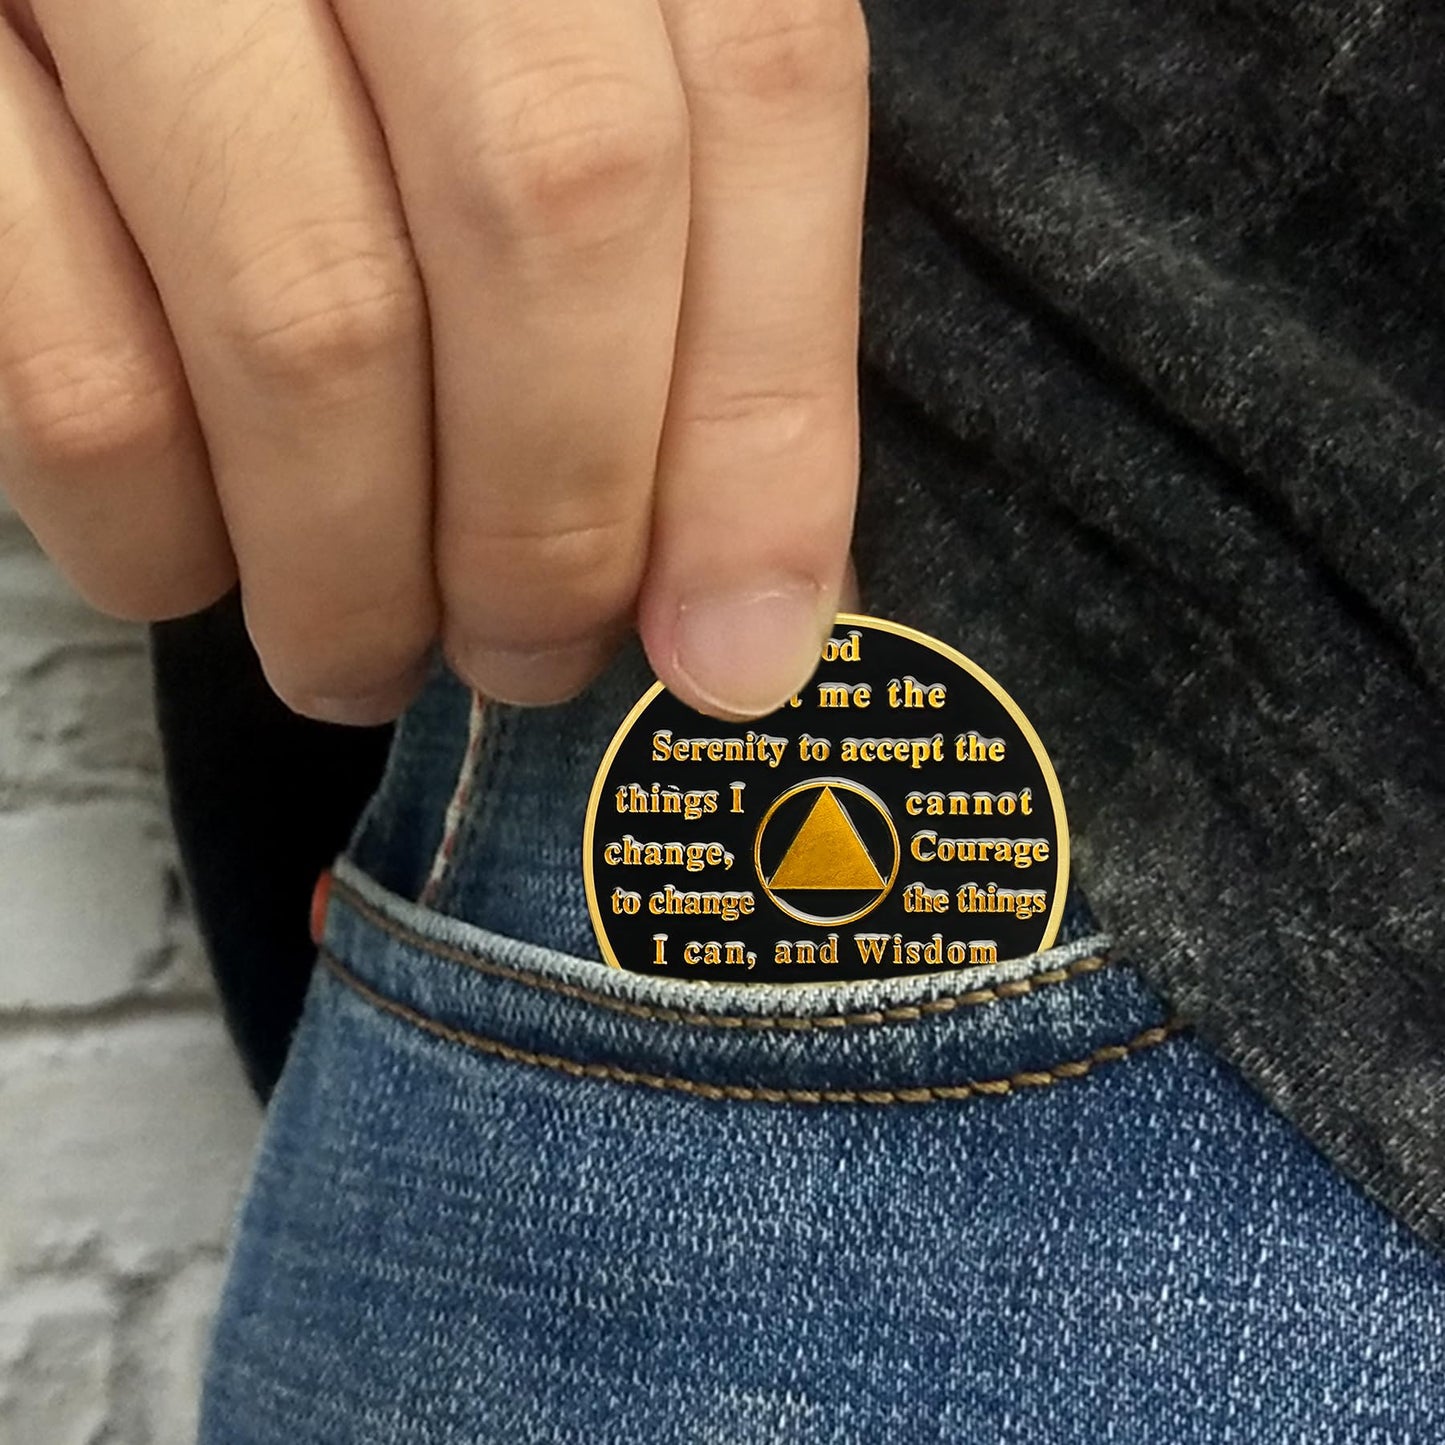 me the
Serenity to accept the
things I cannot
change, Courage
to change the things
I can, and Wisdom